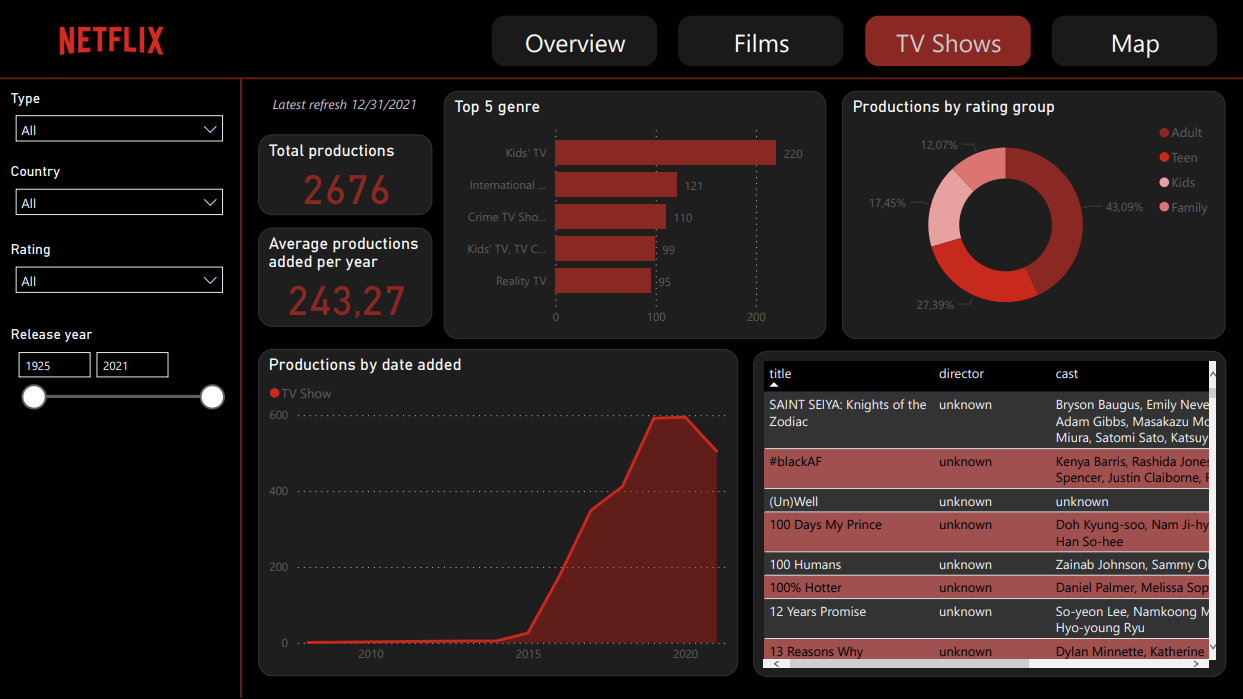 NETFLIX
Overview
Films
TV Shows
Map
Type
All
Country
All
Rating
All
Release year
1925
2021
Latest refresh 12/31/2021
Total productions
2676
Average productions
added per year
243,27
Top 5 genre
Kids' TV
220
International ...
121
Crime TV Sho...
110
Kids' TV, TV C...
99
Reality TV
95
0
100
200
Productions by rating group
Adult
Teen
Kids
Family
12,07%
17,45%
43,09%
27,39%
Productions by date added
TV Show
600
400
200
0
2010
2015
2020
title director cast
SAINT SEIYA: Knights of the unknown Bryson Baugus, Emily Neve
Zodiac Adam Gibbs, Masakazu Mo
Miura, Satomi Sato, Katsuy
#blackAF unknown Kenya Barris, Rashida Jones
Spencer, Justin Claiborne,
(Un)Well unknown unknown
100 Days My Prince unknown Doh Kyung-soo, Nam Ji-hy
Han So-hee
100 Humans unknown Zainab Johnson, Sammy
100% Hotter unknown Daniel Palmer, Melissa Sop
12 Years Promise unknown So-yeon Lee, Namkoong M
Hyo-young Ryu
13 Reasons Why unknown Dylan Minnette, Katherine